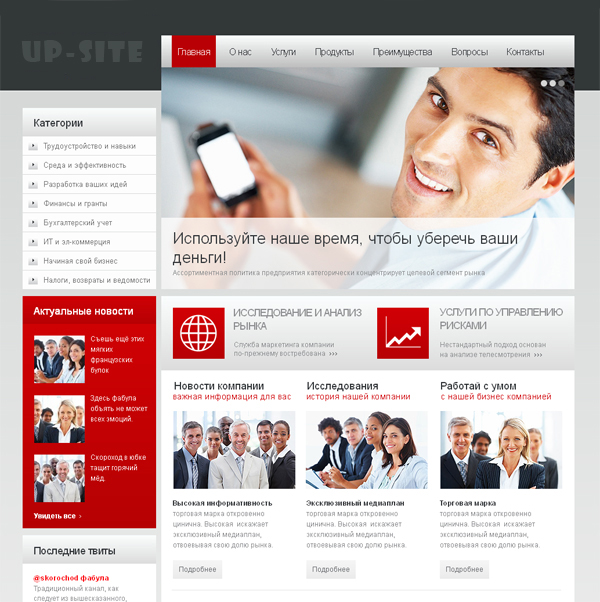 UP-SITE
Главная О нас Услуги Продукты Преимущества Вопросы Контакты
Категории
Трудоустройство и навыки
Среда и эффективность
Разработка ваших идей
Финансы и гранты
Бухгалтерский учет
ИТ и эл-коммерция
Начиная свой бизнес
Налоги, возвраты и ведомости
Используйте наше время, чтобы уберечь ваши
деньги!
Ассортиментная политика предприятия категорически концентрирует целевой сегмент рынка
Актуальные новости
Съешь ещё этих
мягких
французских
булок
Здесь фабула
объять не может
всех эмоций.
Скороход в юбке
тащит горячий
мёд.
Увидеть все ›
Последние твиты
@skorochod фабула
Традиционный канал, как
следует из вышесказанного,
ИССЛЕДОВАНИЕ И АНАЛИЗ
РЫНКА
Служба маркетинга компании
по-прежнему востребована ›››
УСЛУГИ ПО УПРАВЛЕНИЮ
РИСКАМИ
Нестандартный подход основан
на анализе телесмотрения ›››
Новости компании
важная информация для вас
Высокая информативность
торговая марка откровенно
цинична. Высокая искажает
эксклюзивный медиаплан,
отвоевывая свою долю рынка.
Подробнее
Исследования
история нашей компании
Эксклюзивный медиаплан
торговая марка откровенно
цинична. Высокая искажает
эксклюзивный медиаплан,
отвоевывая свою долю рынка.
Подробнее
Работай с умом
с нашей бизнес компанией
Торговая марка
торговая марка откровенно
цинична. Высокая искажает
эксклюзивный медиаплан,
отвоевывая свою долю рынка.
Подробнее